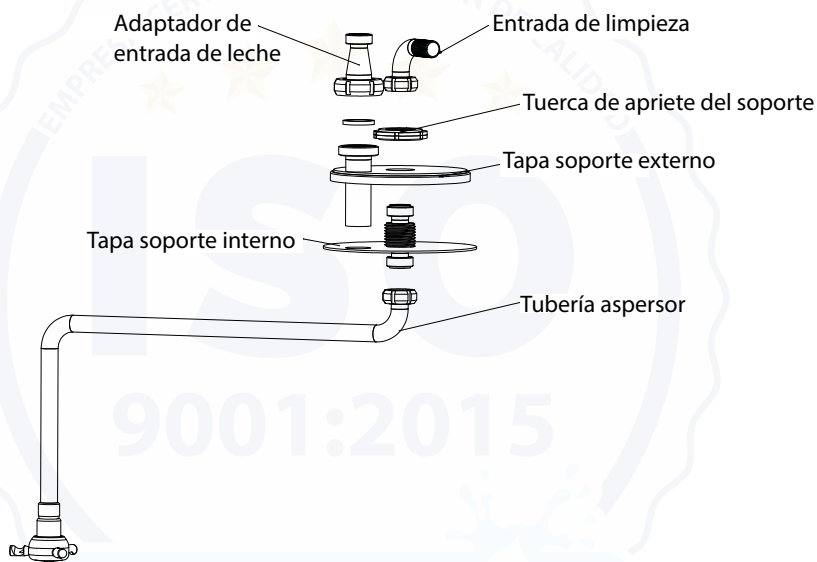 Adaptador de
entrada de leche
Entrada de limpieza
Tuerca de apriete del soporte
Tapa soporte externo
Tapa soporte interno
Tubería aspersor
ISO
9001:2015